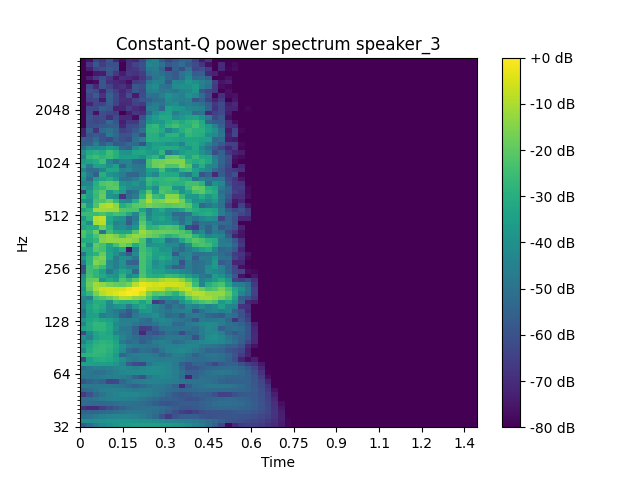 Constant-Q power spectrum speaker_3
+0 dB
-10 dB
-20 dB
-30 dB
-40 dB
-50 dB
-60 dB
-70 dB
-80 dB
Hz
2048
1024
512
256
128
64
32
0 0.15 0.3 0.45 0.6 0.75 0.9 1.1 1.2 1.4
Time